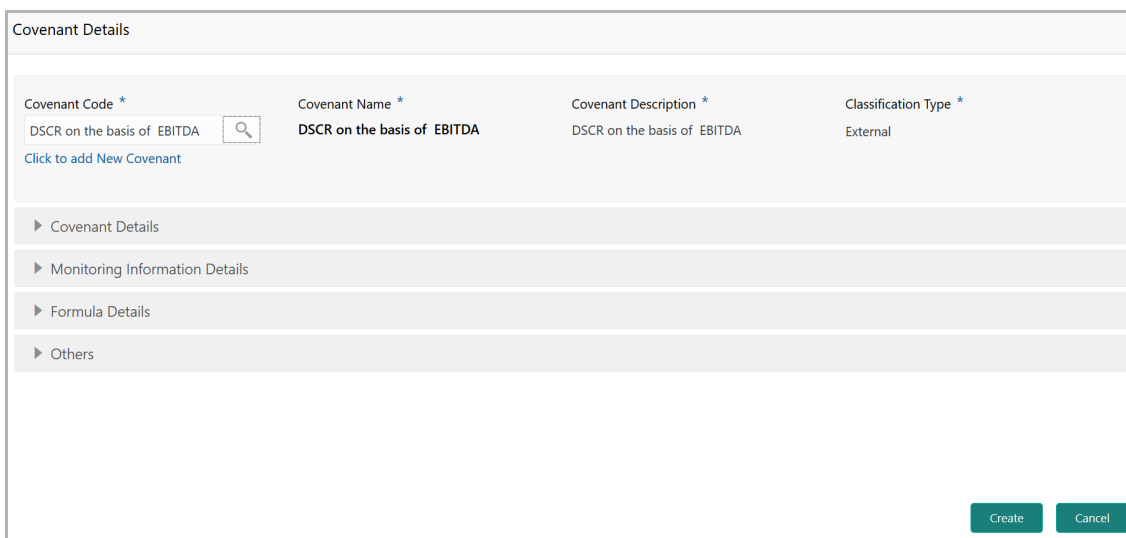 Covenant Details
Covenant Code * Covenant Name * Covenant Description * Classification Type *
DSCR on the basis of  EBITDA DSCR on the basis of  EBITDA DSCR on the basis of  EBITDA External
Click to add New Covenant
Covenant Details
Monitoring Information Details
Formula Details
Others
Create Cancel